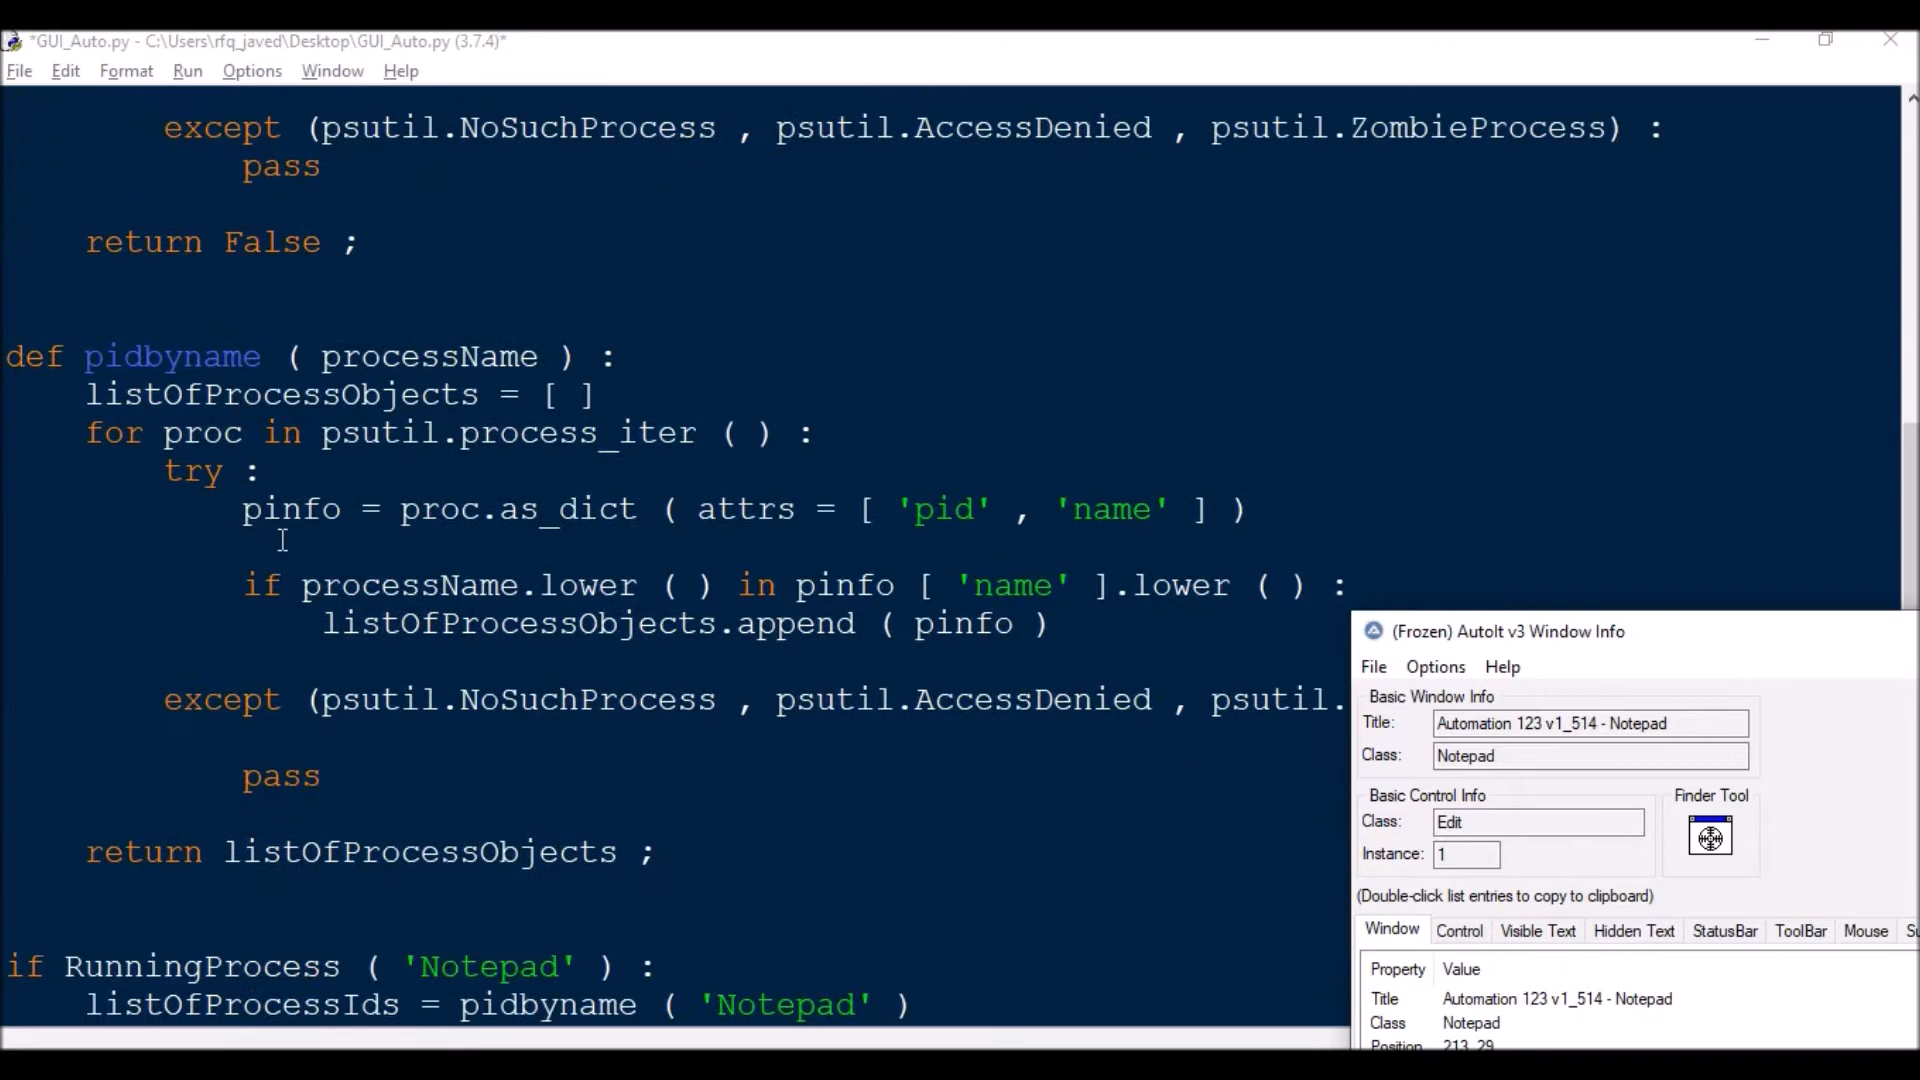 *GUI_Auto.py - C:\Users\rfq_javed\Desktop\GUI_Auto.py (3.7.4)*
File Edit Format Run Options Window Help
except (psutil.NoSuchProcess , psutil.AccessDenied , psutil.ZombieProcess) :
pass
return False ;
def pidbyname ( processName ) :
listOfProcessObjects = [ ]
for proc in psutil.process_iter ( ) :
try :
pinfo = proc.as_dict ( attrs = [ 'pid' , 'name' ] )
if processName.lower ( ) in pinfo [ 'name' ].lower ( ) :
listOfProcessObjects.append ( pinfo )
except (psutil.NoSuchProcess , psutil.AccessDenied , psutil.
pass
return listOfProcessObjects ;
if RunningProcess ( 'Notepad' ) :
listOfProcessIds = pidbyname ( 'Notepad' )
(Frozen) AutoIt v3 Window Info
File Options Help
Basic Window Info
Title: Automation 123 v1_514 - Notepad
Class: Notepad
Basic Control Info
Finder Tool
Class: Edit
Instance: 1
(Double-click list entries to copy to clipboard)
Window Control Visible Text Hidden Text StatusBar ToolBar Mouse
Property Value
Title Automation 123 v1_514 - Notepad
Class Notepad
Position 213, 29